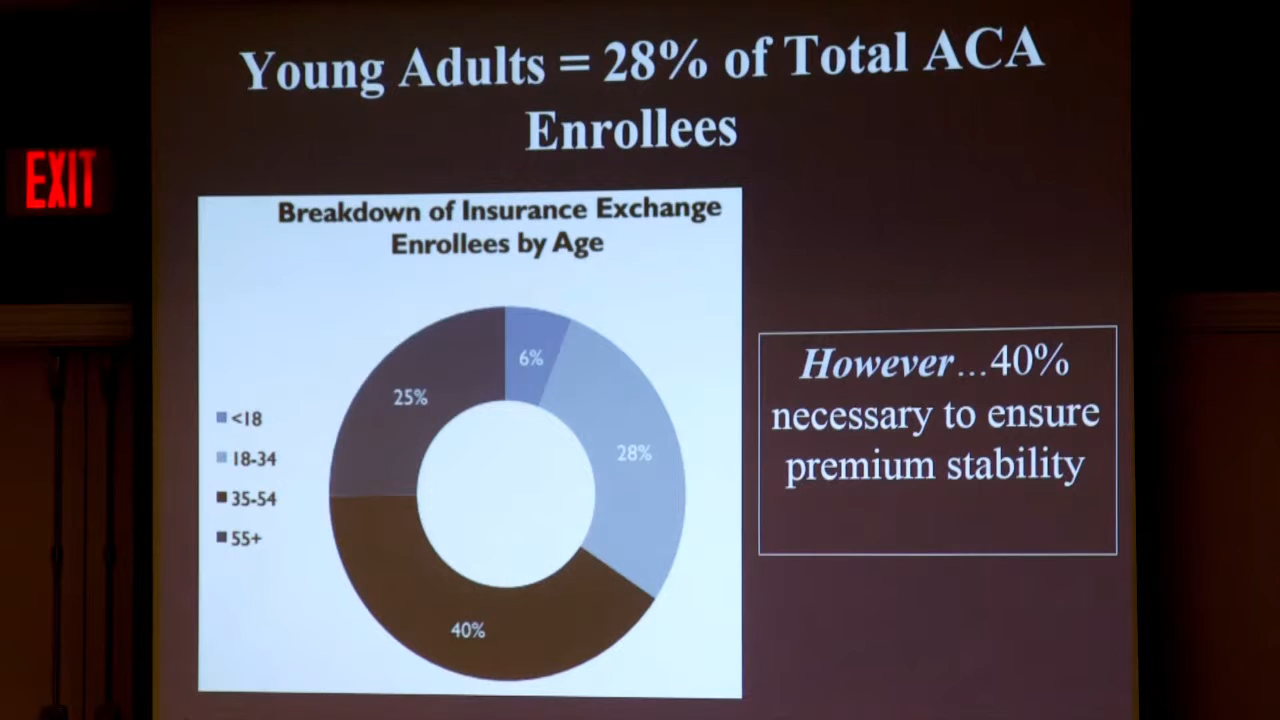 Young Adults = 28% of Total ACA
Enrollees
EXIT
Breakdown of Insurance Exchange
Enrollees by Age
6%
25%
28%
40%
<18
18-34
35-54
55+
However...40%
necessary to ensure
premium stability